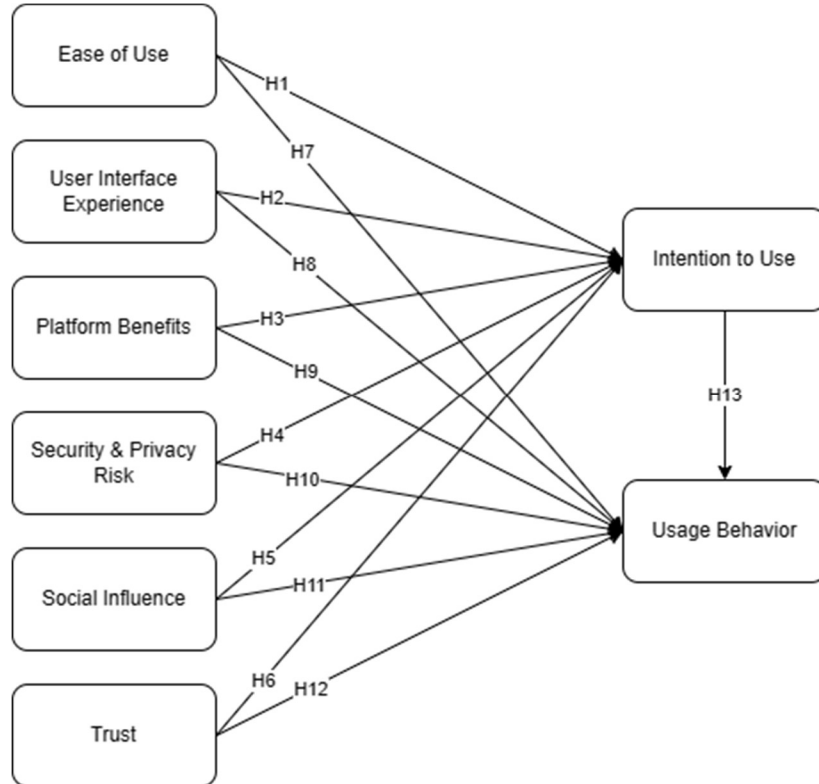 Ease of Use
H1
H7
User Interface
Experience
H2
H8
Intention to Use
Platform Benefits
H3
H9
H13
Security & Privacy
Risk
H4
H10
Usage Behavior
Social Influence
H5
H11
Trust
H6
H12